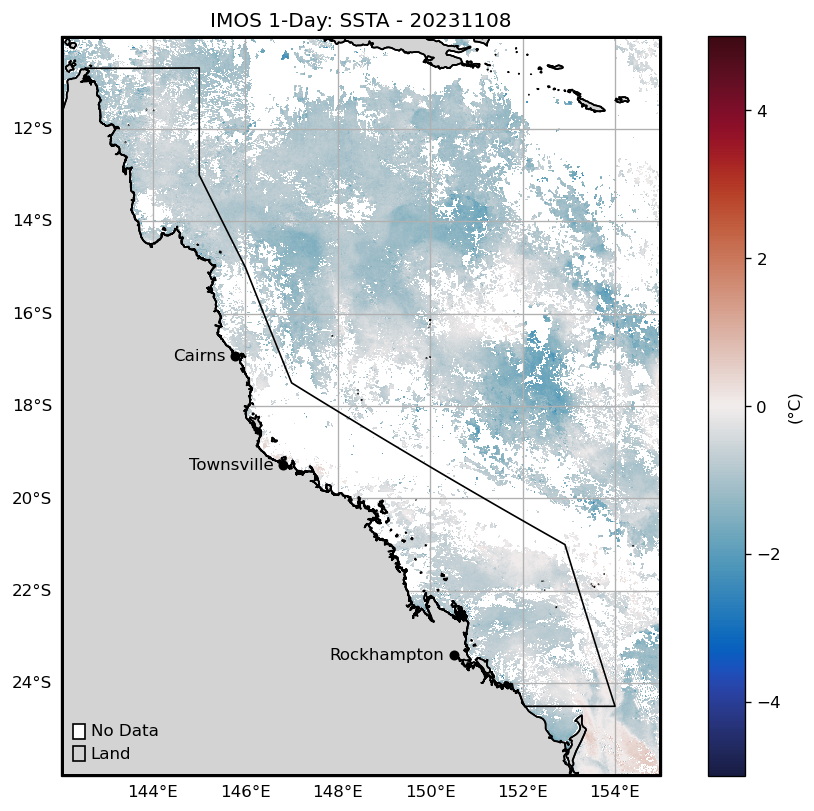 IMOS 1-Day: SSTA - 20231108
12°S
14°S
16°S
18°S
20°S
22°S
24°S
Cairns
Townsville
Rockhampton
No Data
Land
144°E 146°E 148°E 150°E 152°E 154°E
4
2
0
−2
−4
(°C)